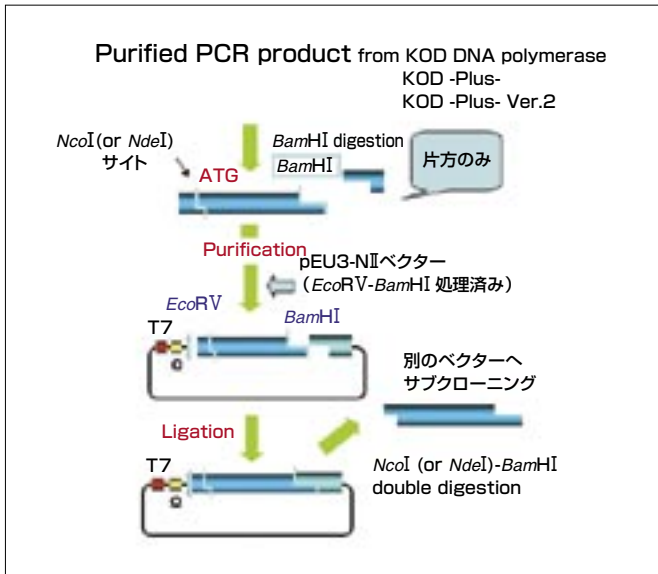 Purified PCR product from KOD DNA polymerase
KOD -Plus-
KOD -Plus- Ver.2
NcoⅠ(or NdeⅠ)
サイト
BamHⅠ digestion
BamHⅠ
片方のみ
ATG
Purification
pEU3-NⅡベクター
(EcoRⅤ-BamHⅠ 処理済み)
EcoRⅤ
BamHⅠ
T7
Ω
別のベクターへ
サブクローニング
Ligation
T7
Ω
NcoⅠ (or NdeⅠ)-BamHⅠ
double digestion